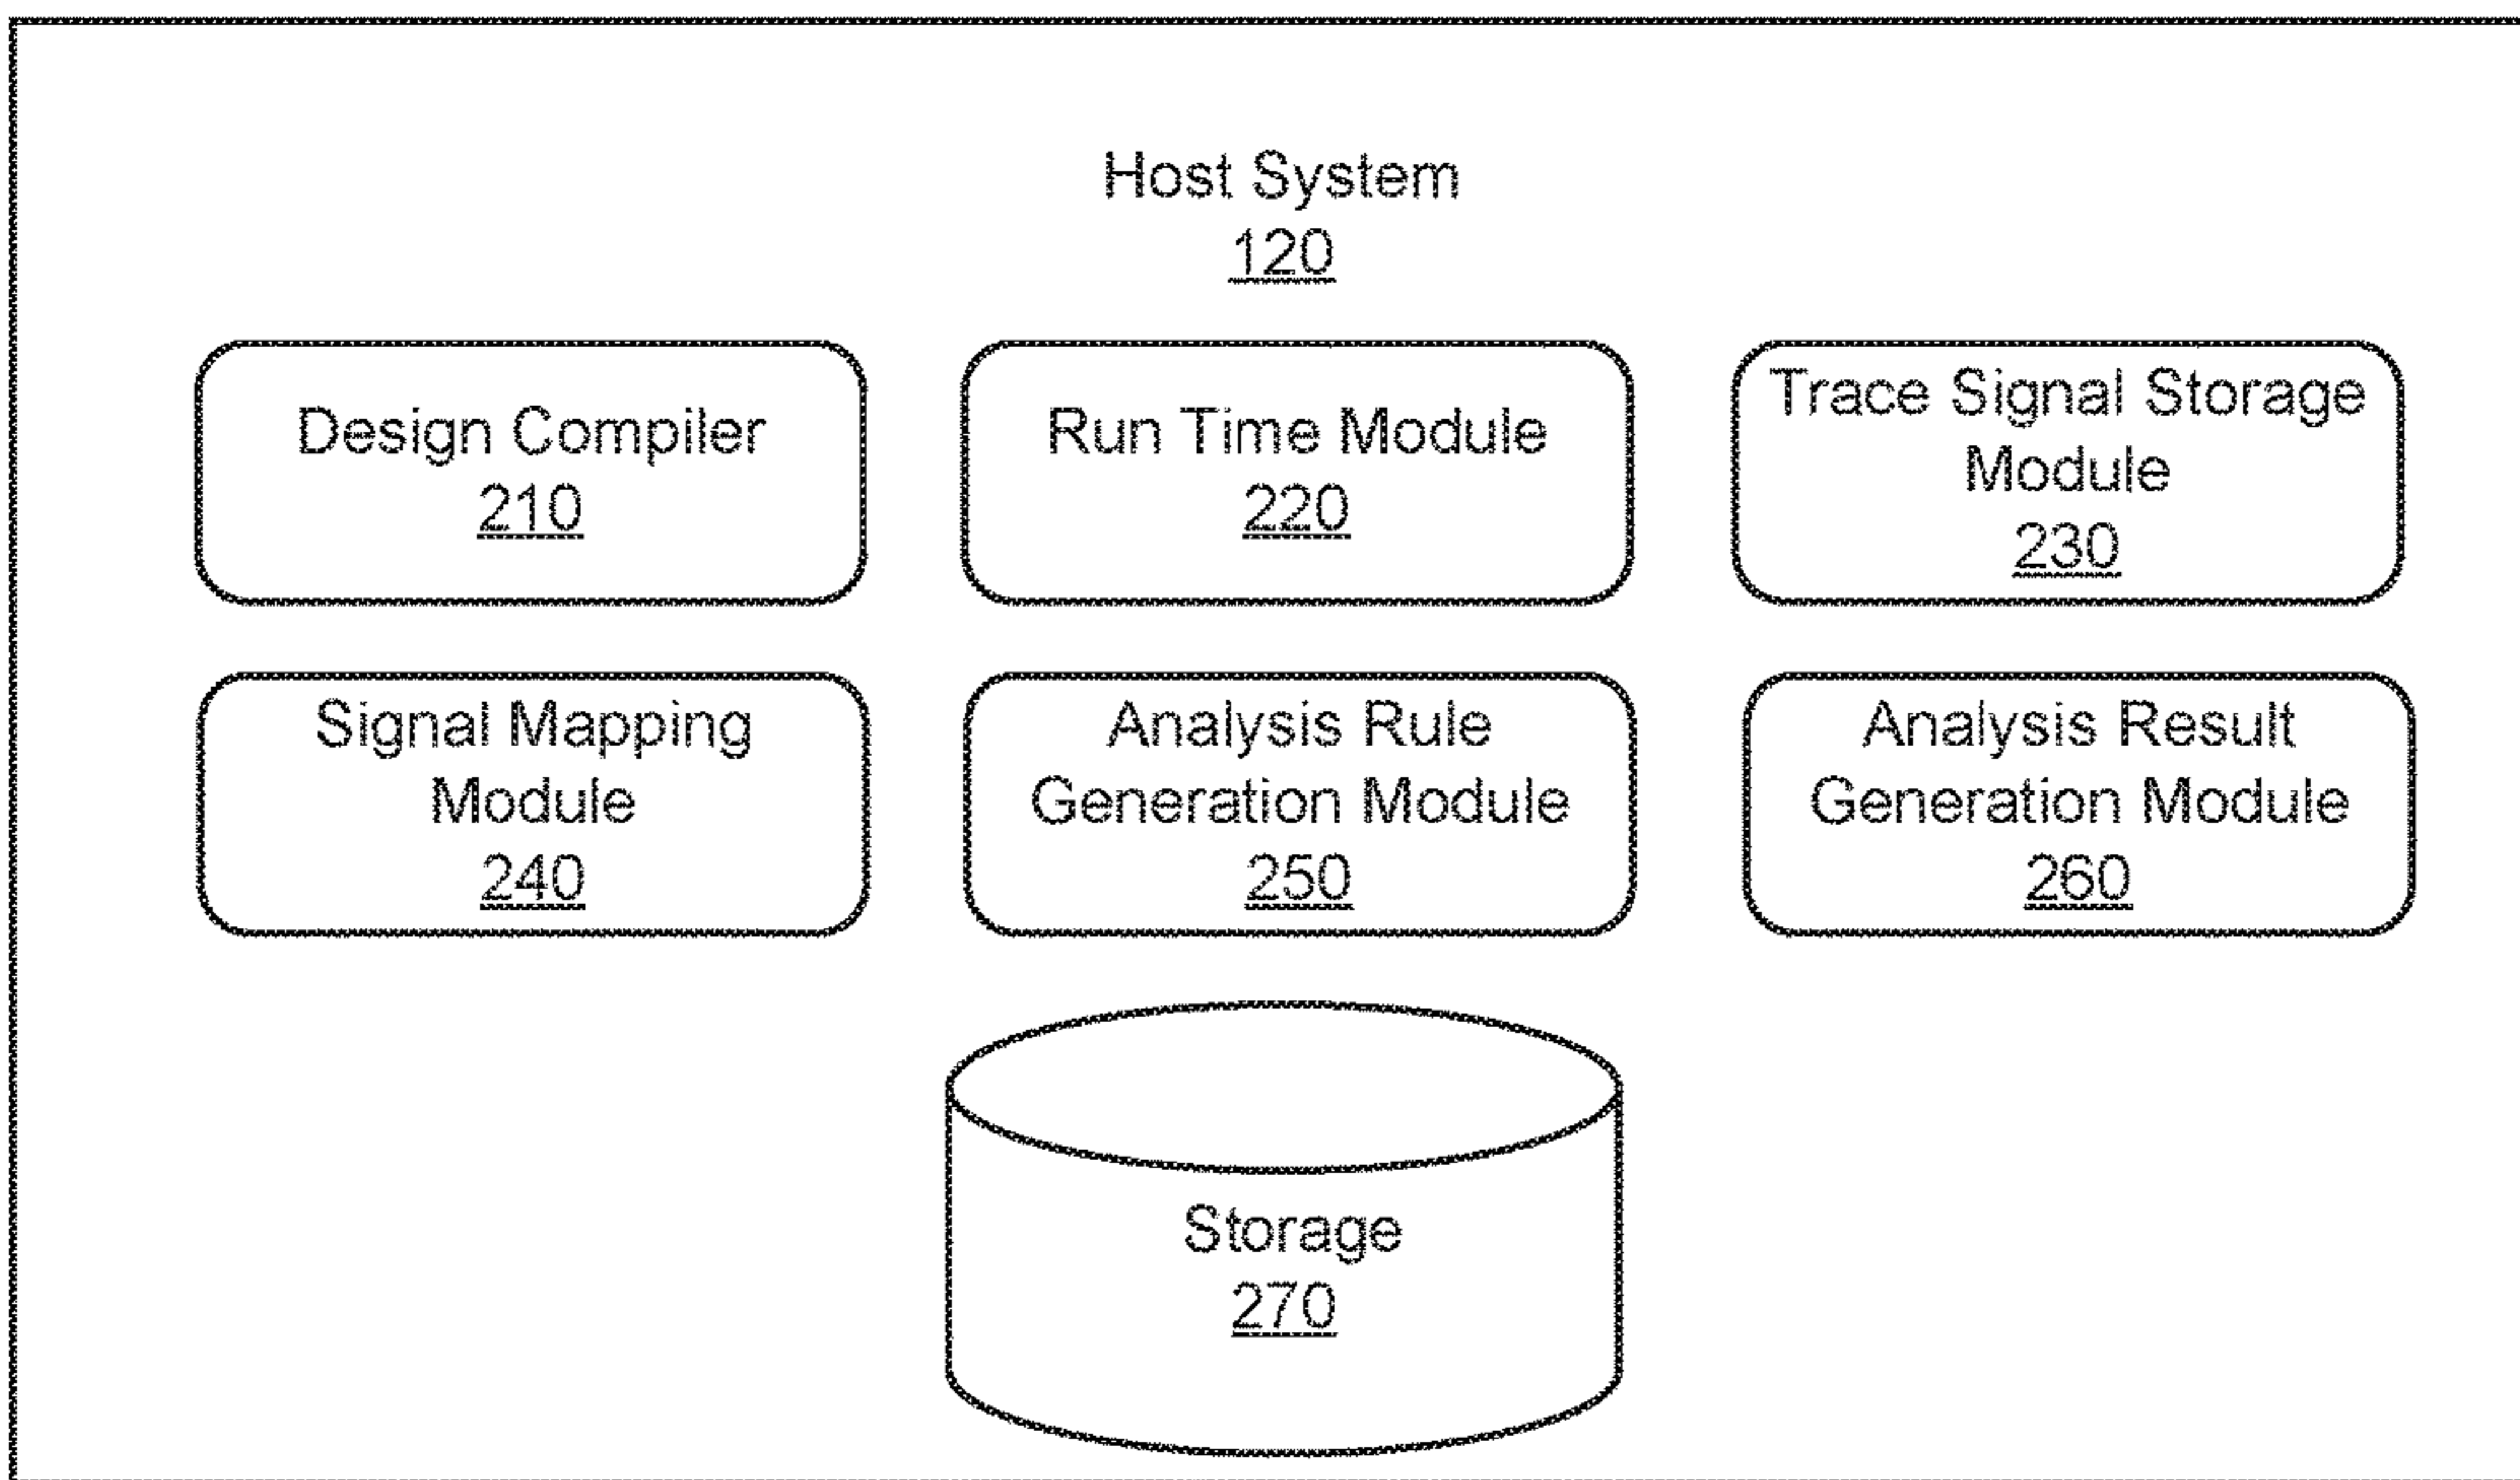 Host System
120
Design Compiler
210
Run Time Module
220
Trace Signal Storage
Module
230
Signal Mapping
Module
240
Analysis Rule
Generation Module
250
Analysis Result
Generation Module
260
Storage
270